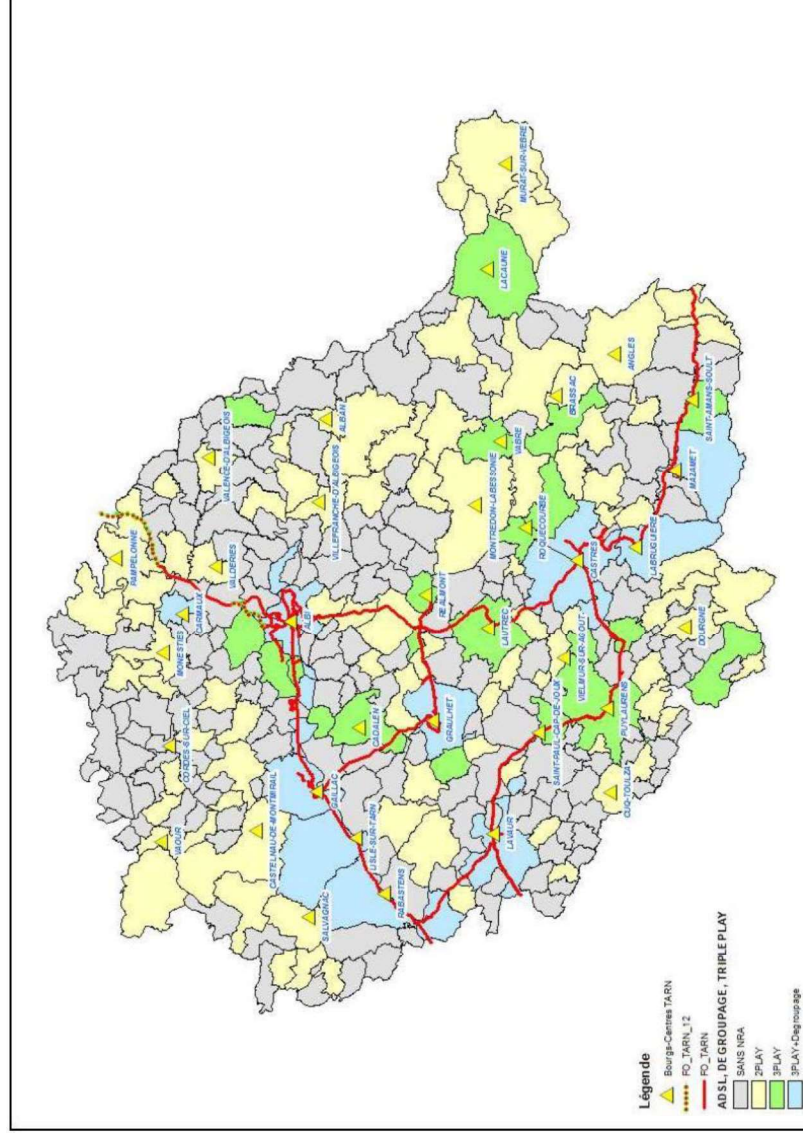 PAMPELONNE
MONESTIES
CARMAUX
VALDERIES
VALENCE-D'ALBIGEOIS
CORDES-SUR-CIEL
VAOUR
CASTELNAU-DE-MONTMIRAIL
SALVAGNAC
ALBI
VILLEFRANCHE-D'ALBIGEOIS
ALBAN
GAILLAC
LISLE-SUR-TARN
RABASTENS
CADALEN
GRAULHET
REALMONT
MONTREDON-LABESSONIE
VABRE
LACAUNE
MURAT-SUR-VEBRE
LAVAUR
LAUTREC
ROQUECOURBE
BRASSAC
SAINT-PAUL-CAP-DE-JOUX
VIELMUR-SUR-AGOUT
CASTRES
ANGLES
CUQ-TOULZA
PUYLAURENS
LABRUGUIERE
MAZAMET
SAINT-AMANS-SOULT
DOURGNE
Légende
Bourgs-Centres TARN
FO_TARN_12
FO_TARN
ADSL, DEGROUPAGE, TRIPLE PLAY
SANS NRA
2PLAY
3PLAY
3PLAY+Degroupage